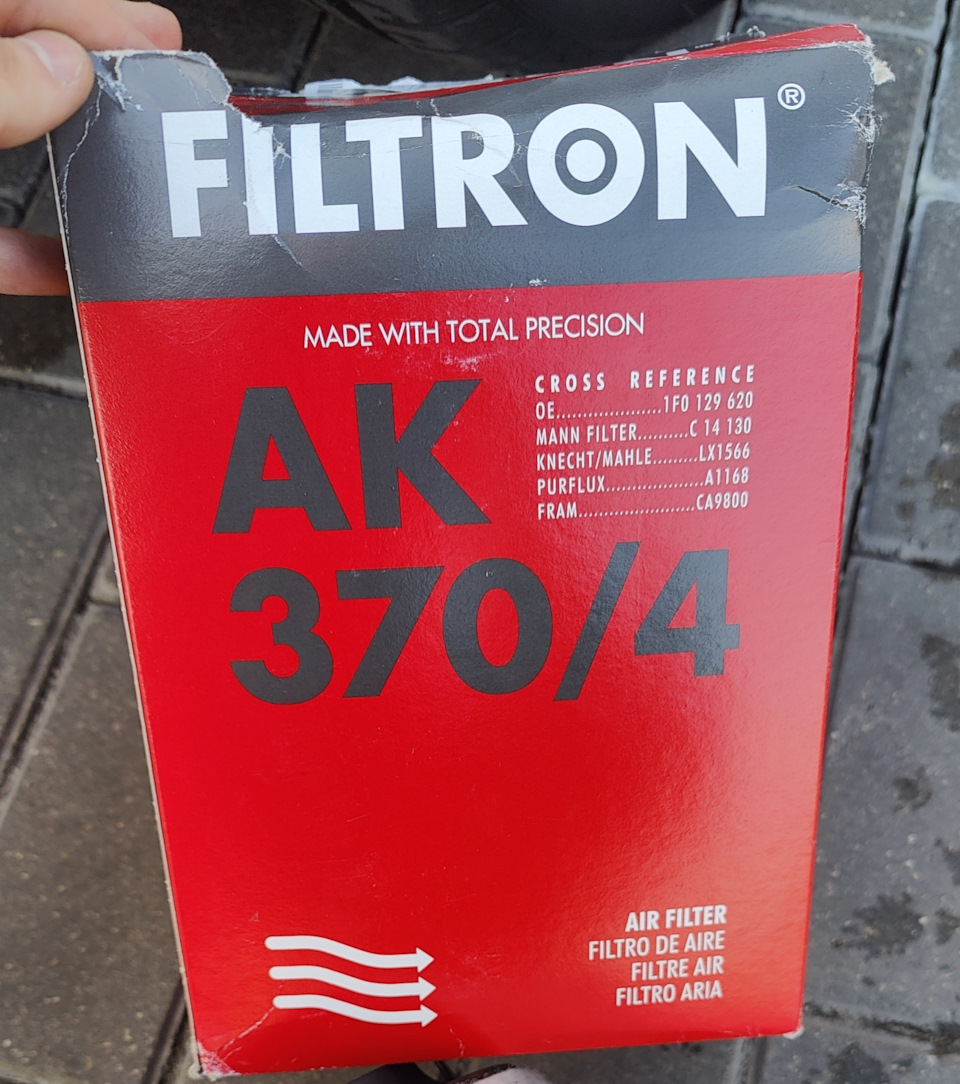 FILTRON®
MADE WITH TOTAL PRECISION
AK
370/4
CROSS REFERENCE
OE.....................1F0 129 620
MANN FILTER..........C 14 130
KNECHT/MAHLE.........LX1566
PURFLUX...................A1168
FRAM.......................CA9800
AIR FILTER
FILTRO DE AIRE
FILTRE AIR
FILTRO ARIA